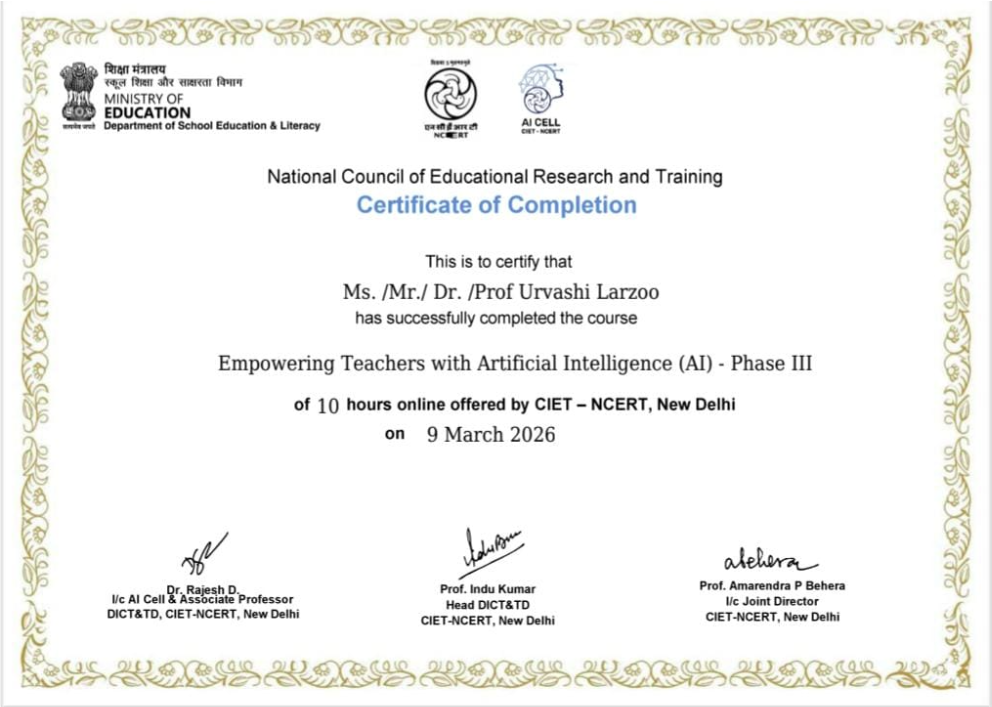 शिक्षा मंत्रालय
स्कूल शिक्षा और साक्षरता विभाग
MINISTRY OF
EDUCATION
Department of School Education & Literacy
सत्यमेव जयते
एन सी ई आर टी
NCERT
AI CELL
CIET - NCERT
National Council of Educational Research and Training
Certificate of Completion
This is to certify that
Ms. /Mr./ Dr. /Prof Urvashi Larzoo
has successfully completed the course
Empowering Teachers with Artificial Intelligence (AI) - Phase III
of 10 hours online offered by CIET – NCERT, New Delhi
on 9 March 2026
Dr. Rajesh D.
I/c AI Cell & Associate Professor
DICT&TD, CIET-NCERT, New Delhi
Prof. Indu Kumar
Head DICT&TD
CIET-NCERT, New Delhi
abehera
Prof. Amarendra P Behera
I/c Joint Director
CIET-NCERT, New Delhi